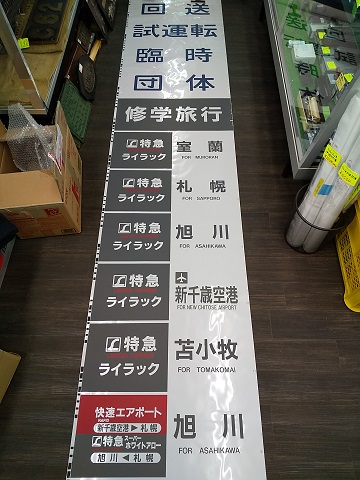 回送
試運転
臨時
団体
修学旅行
特急
ライラック
室蘭
FOR MURORAN
特急
ライラック
札幌
FOR SAPPORO
特急
ライラック
旭川
FOR ASAHIKAWA
特急
ライラック
新千歳空港
FOR NEW CHITOSE AIRPORT
特急
ライラック
苫小牧
FOR TOMAKOMAI
快速エアポート
新千歳空港▶札幌
特急スーパーホワイトアロー
旭川◀札幌
旭川
FOR ASAHIKAWA